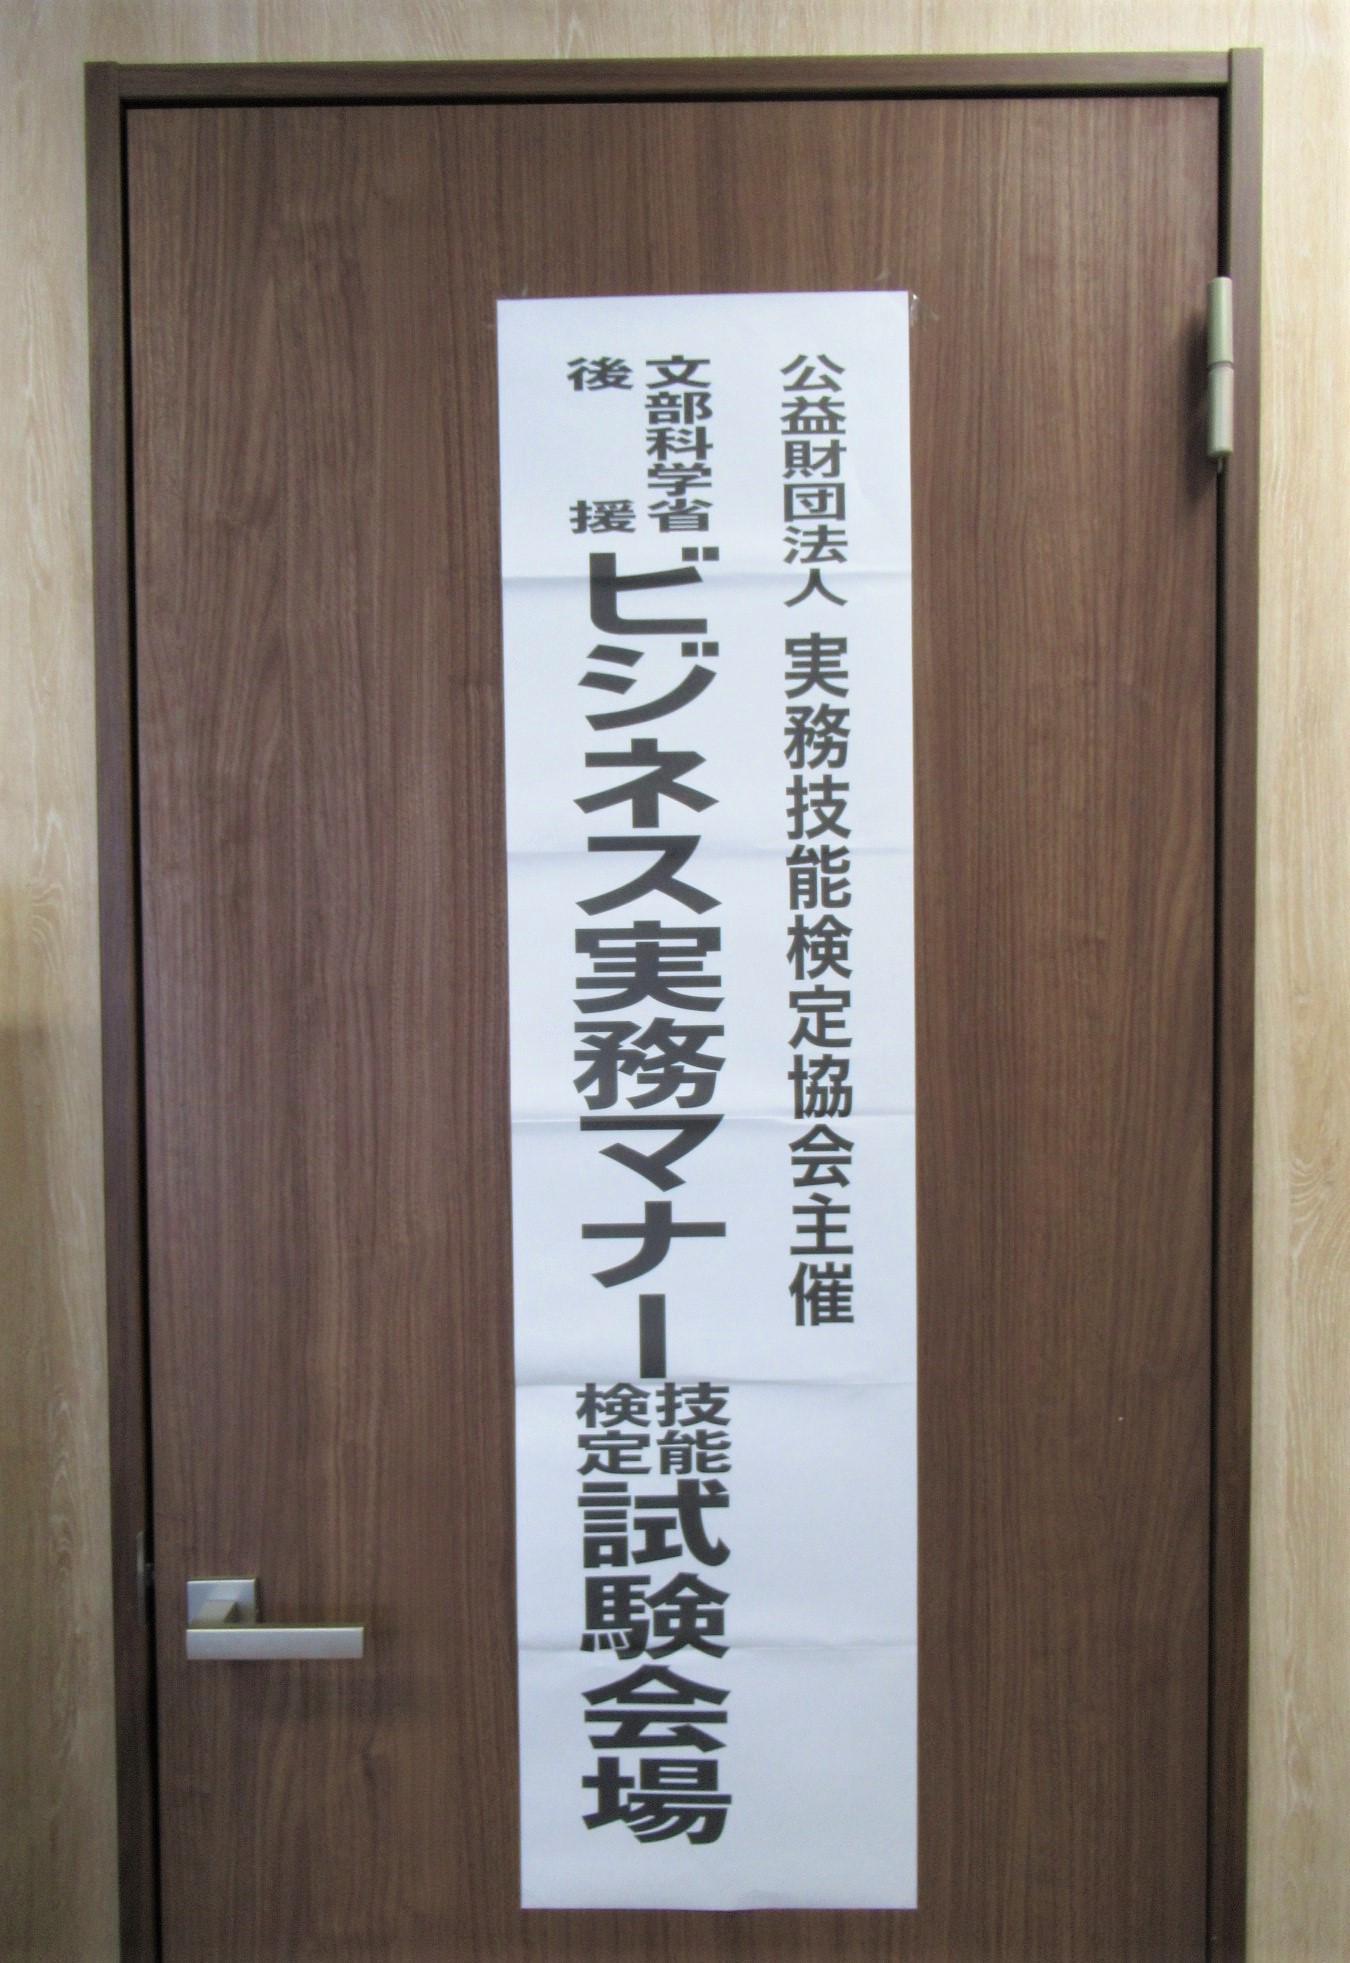 公益財団法人 実務技能検定協会主催
文部科学省
後援
ビジネス実務マナー
技能
検定
試験会場